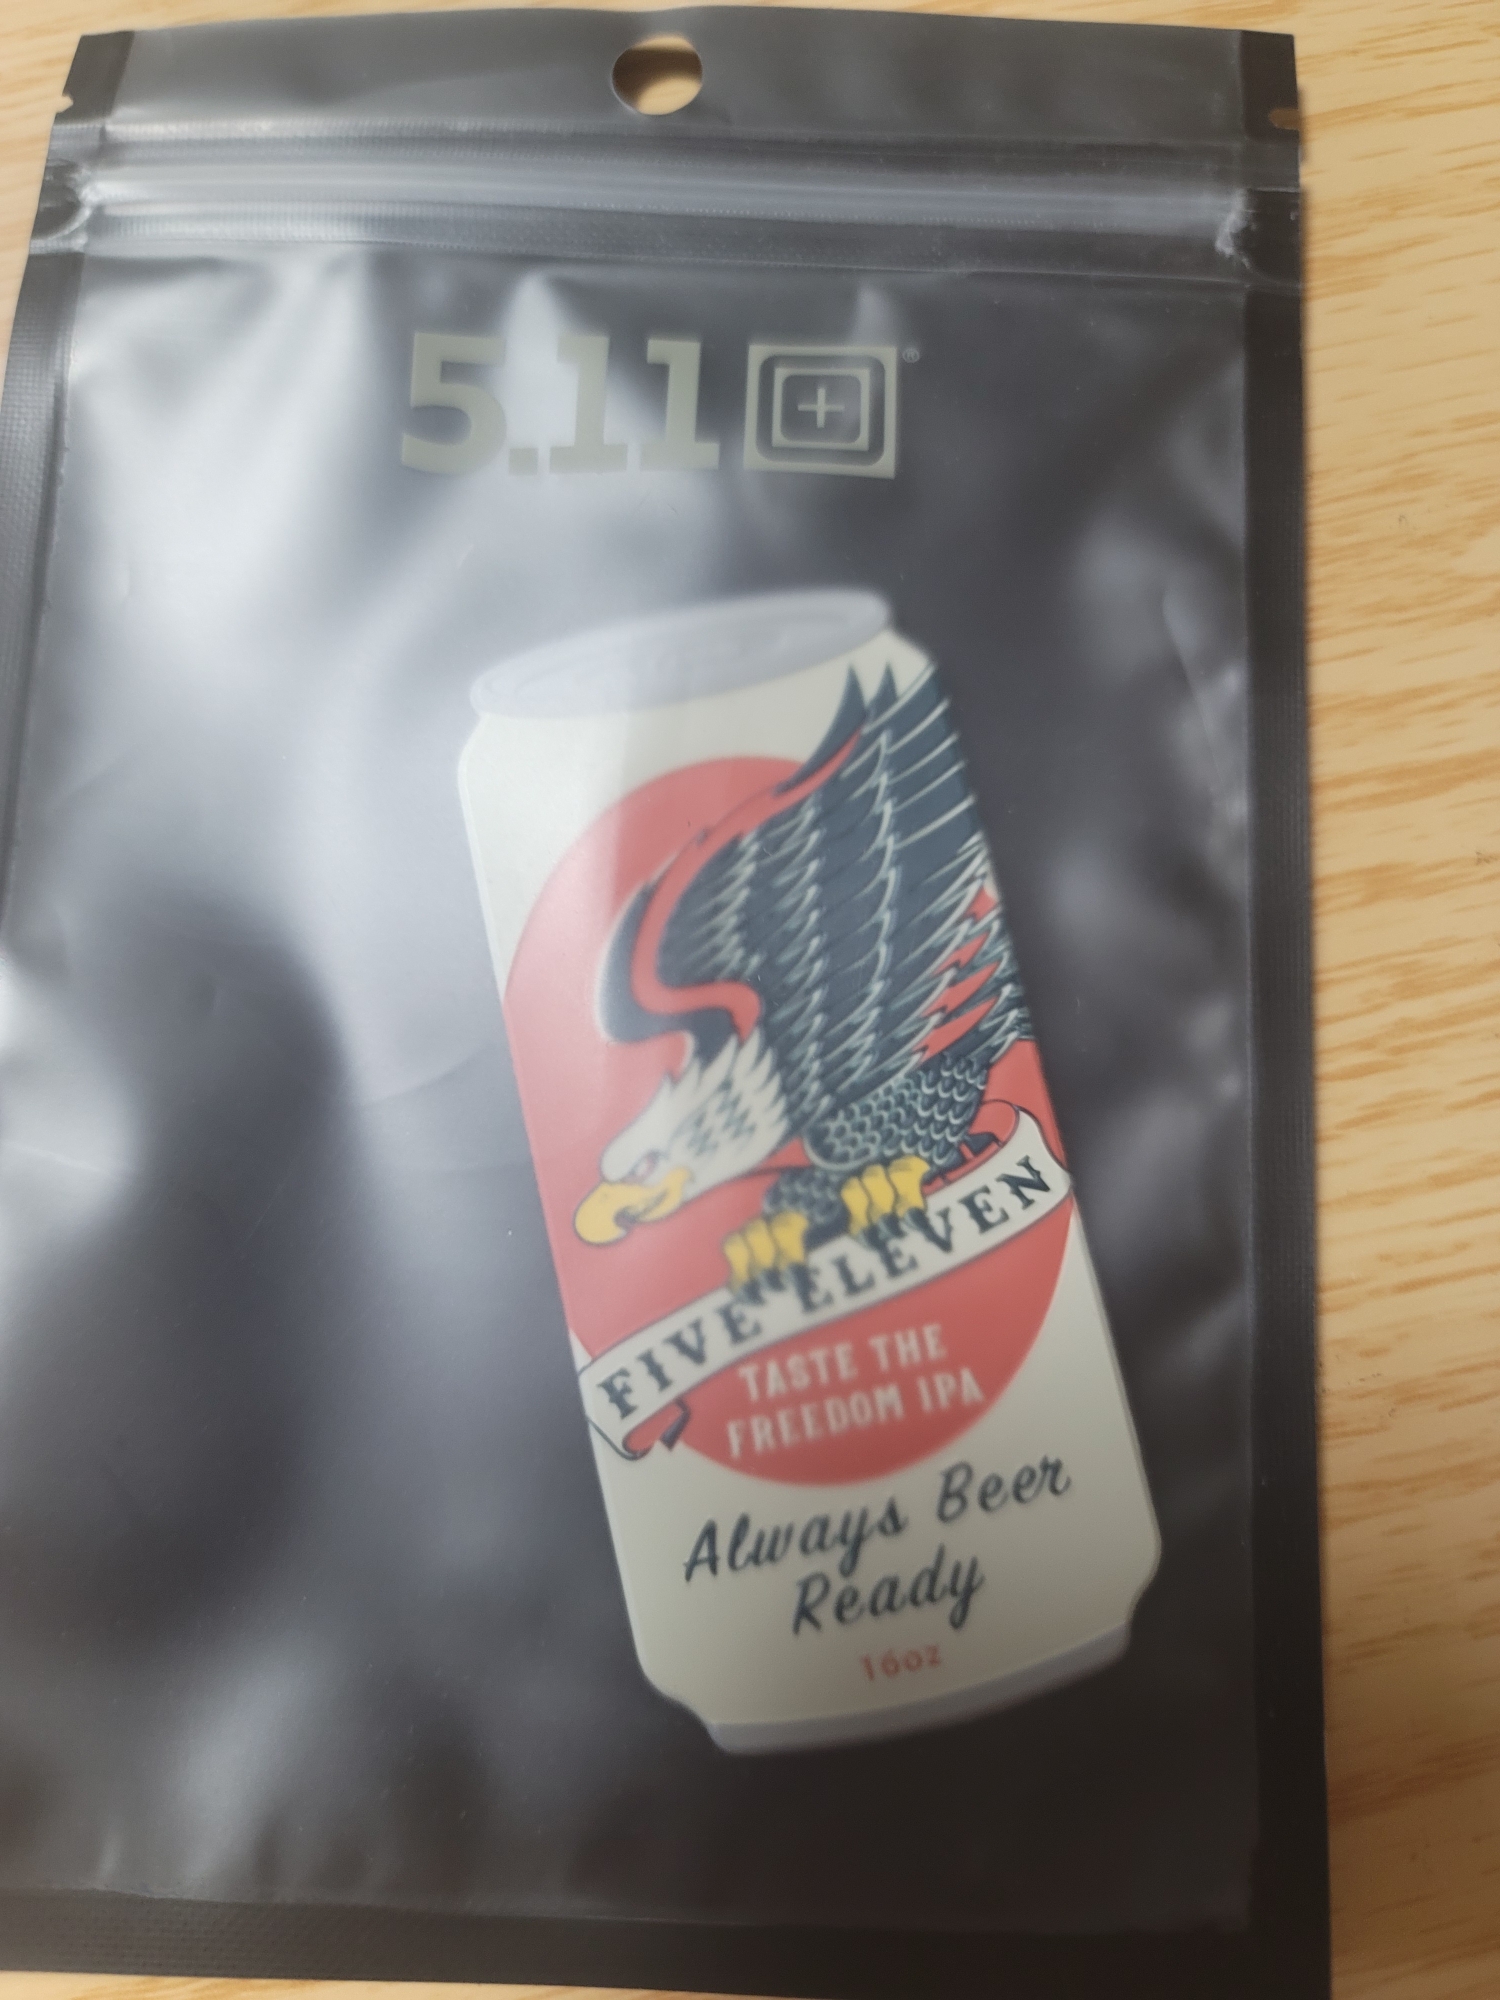 5.11 ®
FIVE ELEVEN
TASTE THE
FREEDOM IPA
Always Beer
Ready
16oz